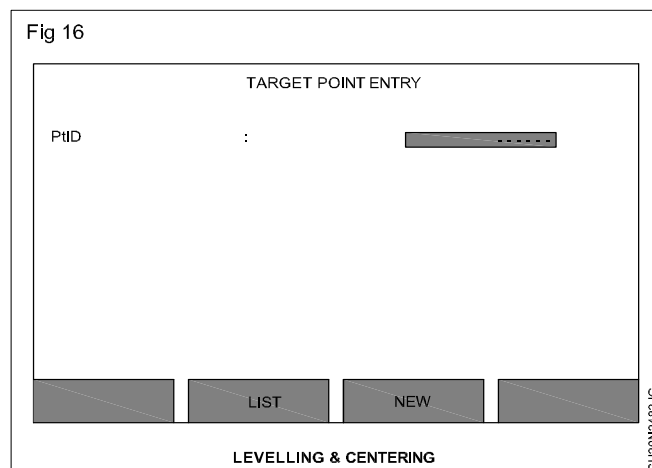 Fig 16
TARGET POINT ENTRY
PtID : ------
LIST NEW
LEVELLING & CENTERING